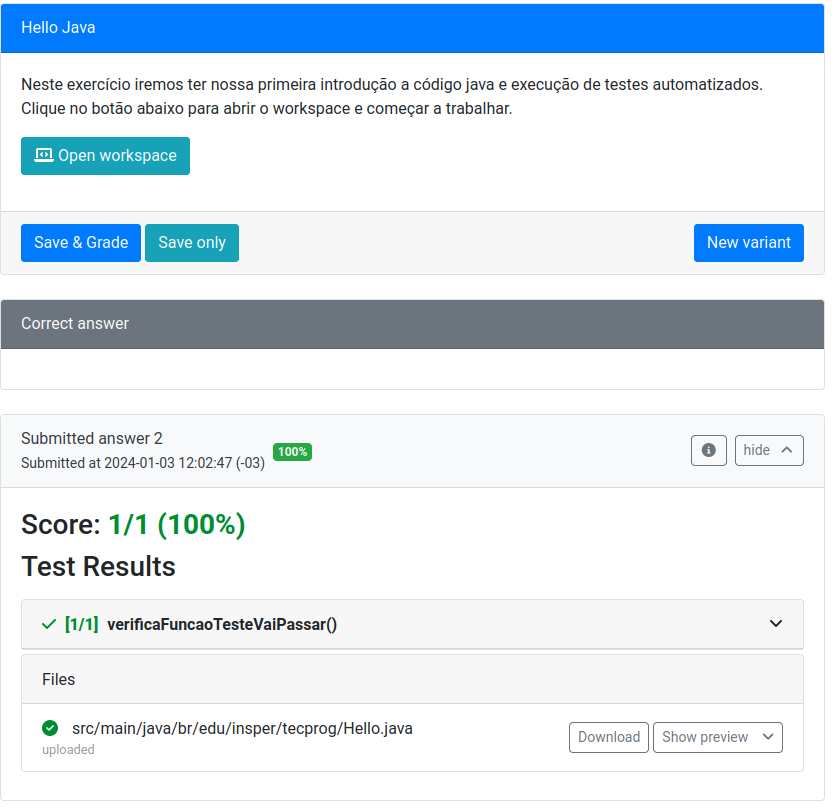 Hello Java
Neste exercício iremos ter nossa primeira introdução a código java e execução de testes automatizados.
Clique no botão abaixo para abrir o workspace e começar a trabalhar.
Open workspace
Save & Grade Save only New variant
Correct answer
Submitted answer 2
Submitted at 2024-01-03 12:02:47 (-03) 100% hide
Score: 1/1 (100%)
Test Results
[1/1] verificaFuncaoTesteVaiPassar()
Files
src/main/java/br/edu/insper/tecprog/Hello.java
uploaded
Download Show preview